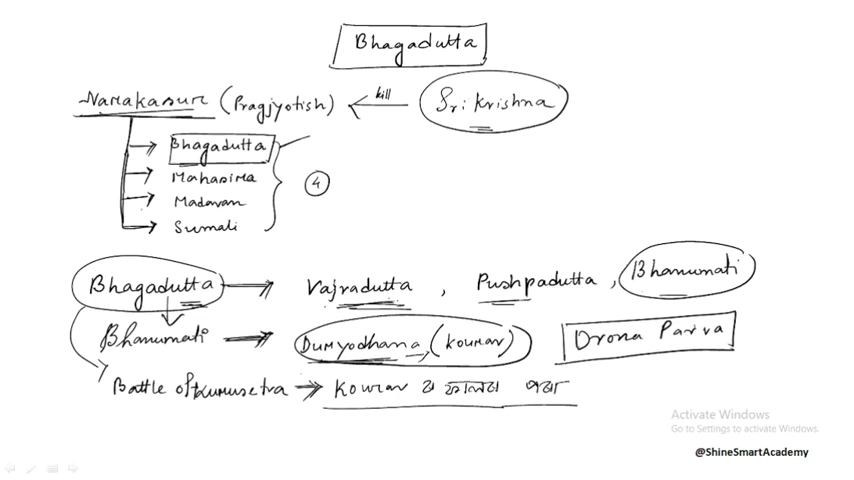 Bhagadutta
Narakasur (Pragjyotish) kill Sri Krishna
Bhagadutta
Mahasira
Madavan
4
Sumali
Bhagadutta Vajradutta, Pushpadutta, Bhanumati
Bhanumati Duryodhana, (Kourav) Drona Parva
Battle of Kurusetra Kourav
Activate Windows
Go to Settings to activate Windows.
@ShineSmartAcademy